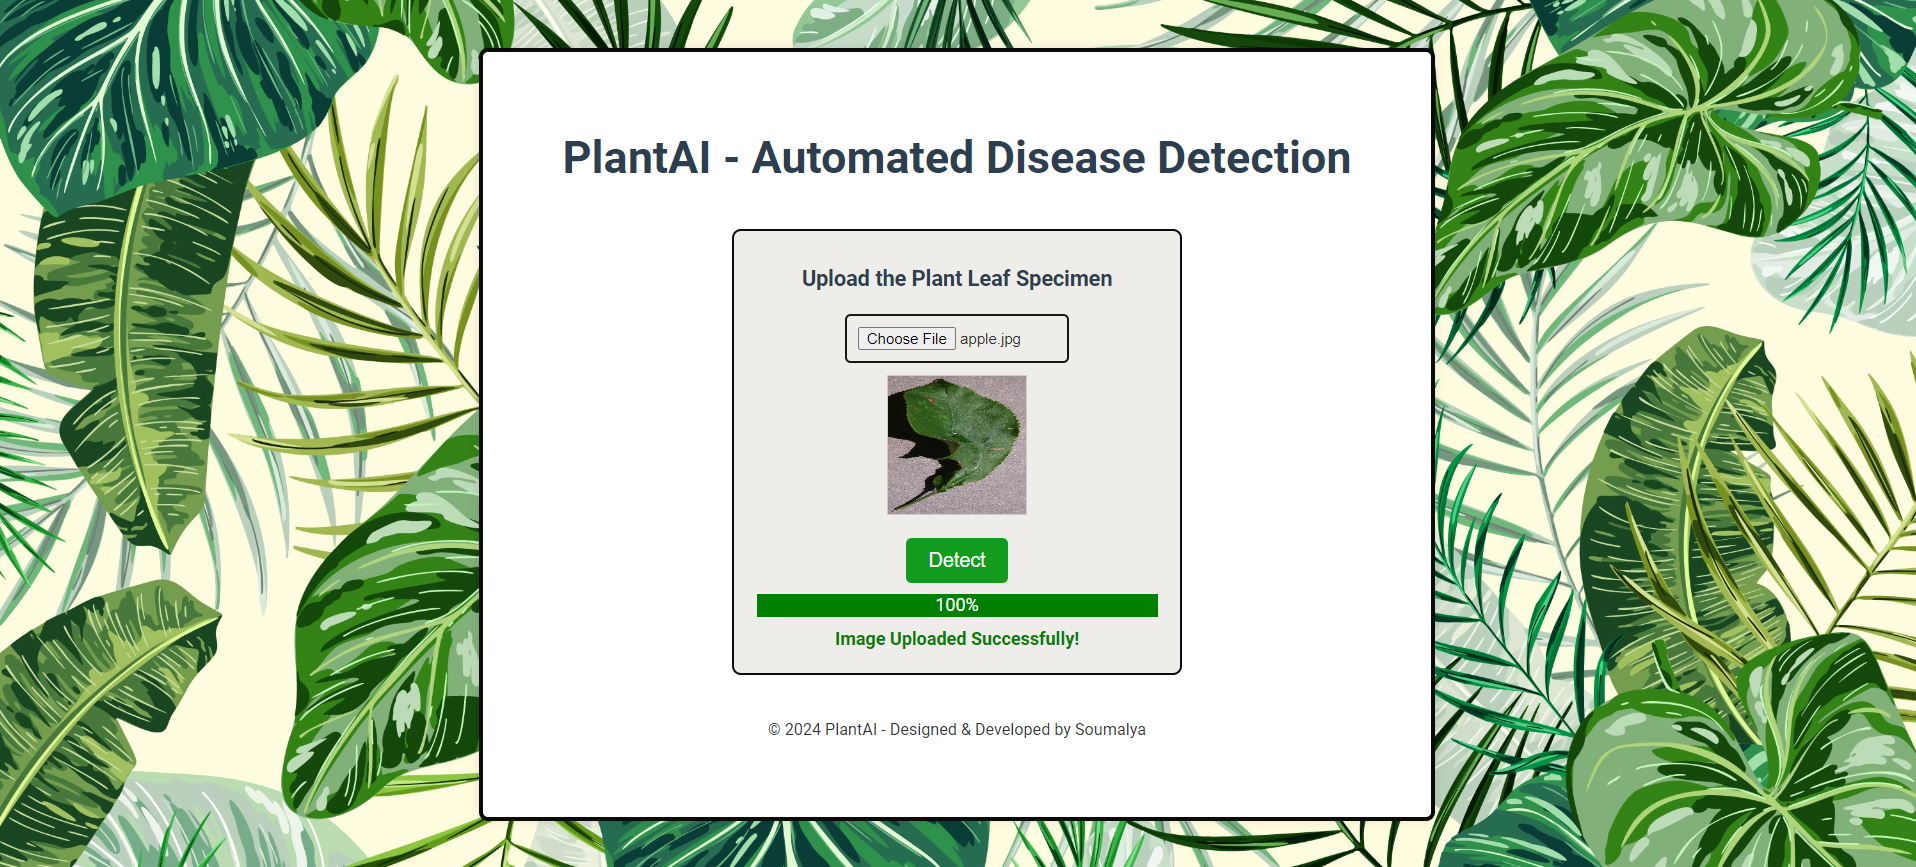 PlantAI - Automated Disease Detection
Upload the Plant Leaf Specimen
Choose File apple.jpg
Detect
100%
Image Uploaded Successfully!
© 2024 PlantAI - Designed & Developed by Soumalya